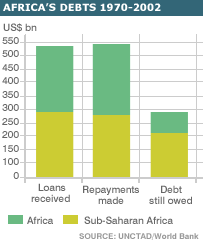 AFRICA'S DEBTS 1970-2002
US$ bn
550
500
450
400
350
300
250
200
150
100
50
0
Loans received
Repayments made
Debt still owed
Africa
Sub-Saharan Africa
SOURCE: UNCTAD/World Bank